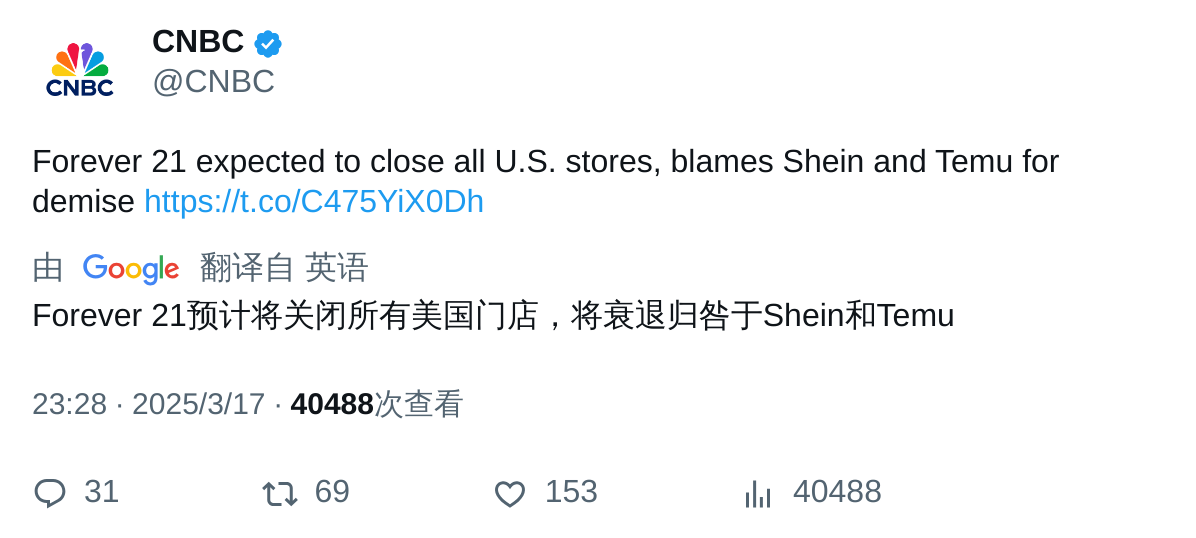 CNBC
CNBC
@CNBC
Forever 21 expected to close all U.S. stores, blames Shein and Temu for
demise https://t.co/C475YiX0Dh
由 Google 翻译自 英语
Forever 21预计将关闭所有美国门店，将衰退归咎于Shein和Temu
23:28 · 2025/3/17 · 40488次查看
31 69 153 40488